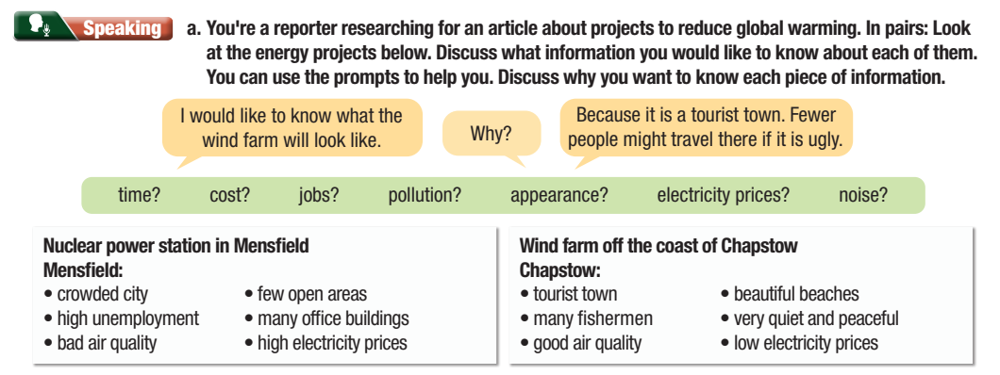 Speaking
a. You're a reporter researching for an article about projects to reduce global warming. In pairs: Look
at the energy projects below. Discuss what information you would like to know about each of them.
You can use the prompts to help you. Discuss why you want to know each piece of information.
I would like to know what the
wind farm will look like.
Why?
Because it is a tourist town. Fewer
people might travel there if it is ugly.
time? cost? jobs? pollution? appearance? electricity prices? noise?
Nuclear power station in Mensfield
Mensfield:
• crowded city
• high unemployment
• bad air quality
• few open areas
• many office buildings
• high electricity prices
Wind farm off the coast of Chapstow
Chapstow:
• tourist town
• many fishermen
• good air quality
• beautiful beaches
• very quiet and peaceful
• low electricity prices